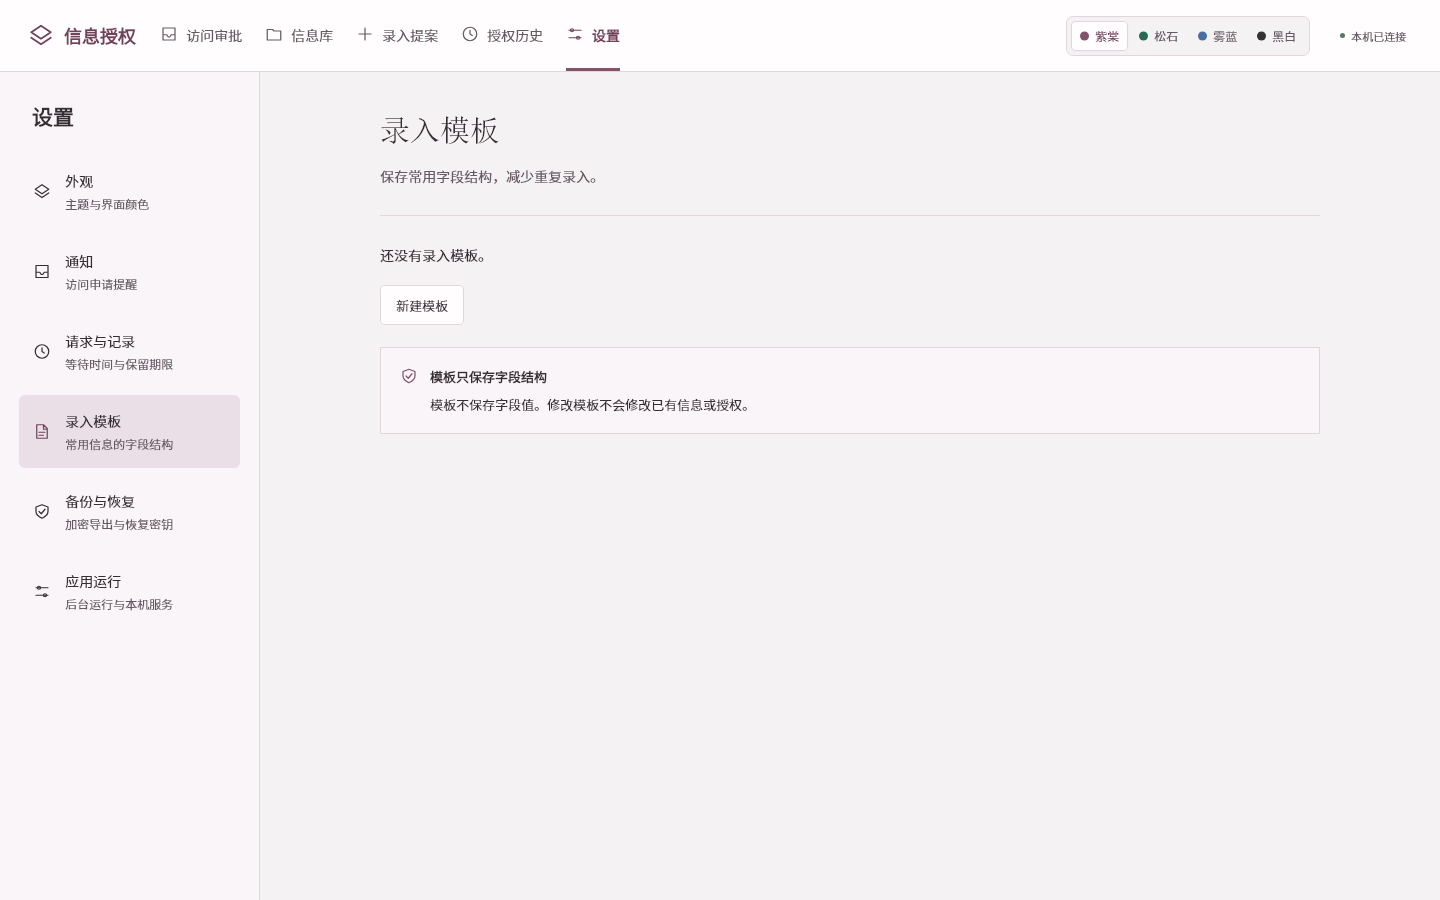 信息授权
访问审批
信息库
录入提案
授权历史
设置
紫棠
松石
雾蓝
黑白
本机已连接
设置
外观
主题与界面颜色
通知
访问申请提醒
请求与记录
等待时间与保留期限
录入模板
常用信息的字段结构
备份与恢复
加密导出与恢复密钥
应用运行
后台运行与本机服务
录入模板
保存常用字段结构，减少重复录入。
还没有录入模板。
新建模板
模板只保存字段结构
模板不保存字段值。修改模板不会修改已有信息或授权。